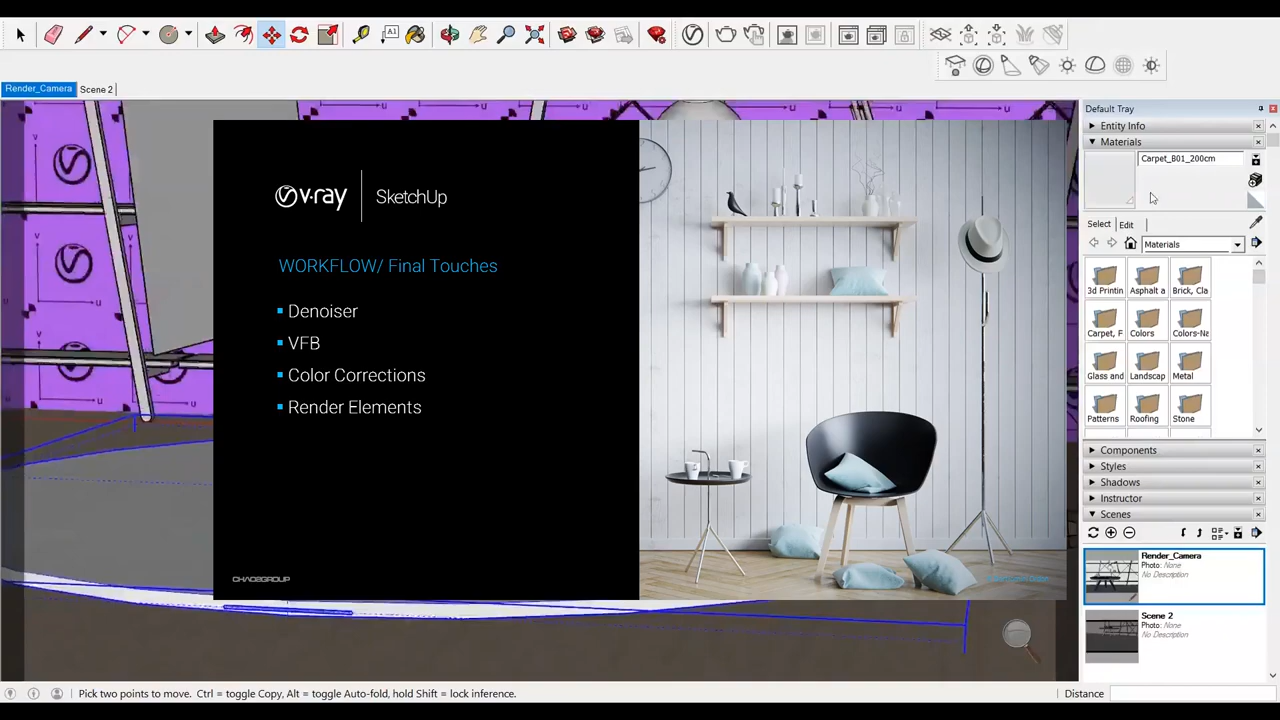 A1
Render_Camera
Scene 2
v-ray
SketchUp
WORKFLOW/ Final Touches
Denoiser
VFB
Color Corrections
Render Elements
CHAOSGROUP
Default Tray
Entity Info
Materials
Carpet_B01_200cm
Select
Edit
Materials
3d Printin
Asphalt a
Brick, Cla
Carpet, F
Colors
Colors-Na
Glass and
Landscap
Metal
Patterns
Roofing
Stone
Components
Styles
Shadows
Instructor
Scenes
Render_Camera
Photo: None
No Description
Scene 2
Photo: None
No Description
Pick two points to move. Ctrl = toggle Copy, Alt = toggle Auto-fold, hold Shift = lock inference.
Distance